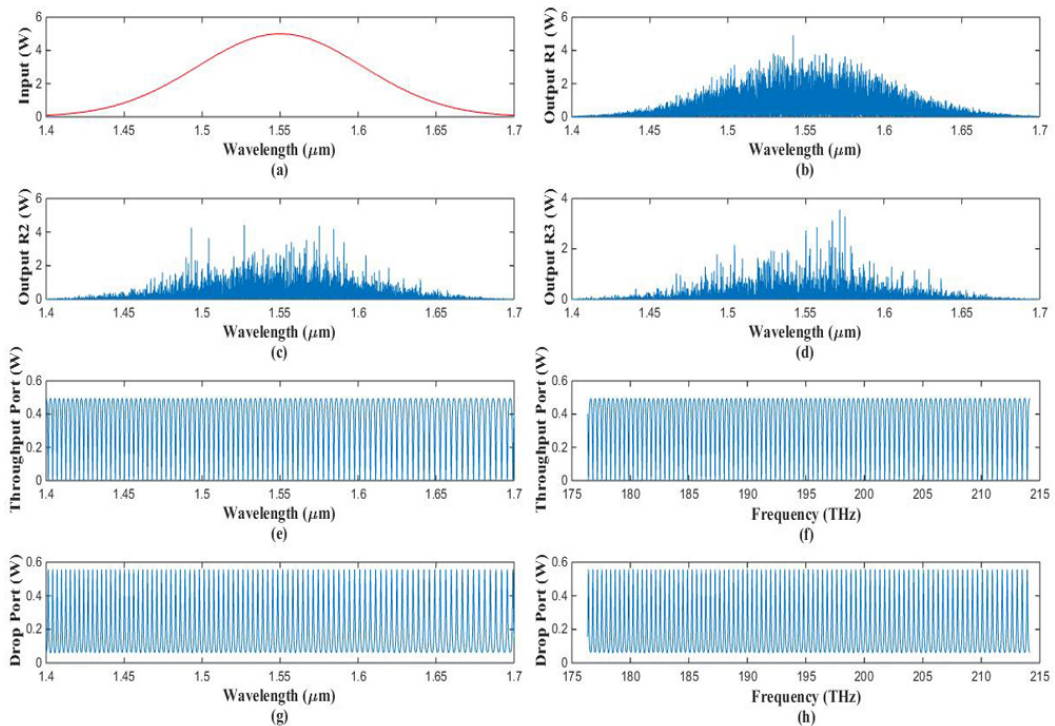 Input (W)
6
4
2
0
1.4 1.45 1.5 1.55 1.6 1.65 1.7
Wavelength (μm)
(a)
Output R1 (W)
6
4
2
0
1.4 1.45 1.5 1.55 1.6 1.65 1.7
Wavelength (μm)
(b)
Output R2 (W)
6
4
2
0
1.4 1.45 1.5 1.55 1.6 1.65 1.7
Wavelength (μm)
(c)
Output R3 (W)
4
2
0
1.4 1.45 1.5 1.55 1.6 1.65 1.7
Wavelength (μm)
(d)
Throughput Port (W)
0.6
0.4
0.2
0
1.4 1.45 1.5 1.55 1.6 1.65 1.7
Wavelength (μm)
(e)
Throughput Port (W)
0.6
0.4
0.2
0
175 180 185 190 195 200 205 210 215
Frequency (THz)
(f)
Drop Port (W)
0.6
0.4
0.2
0
1.4 1.45 1.5 1.55 1.6 1.65 1.7
Wavelength (μm)
(g)
Drop Port (W)
0.6
0.4
0.2
0
175 180 185 190 195 200 205 210 215
Frequency (THz)
(h)